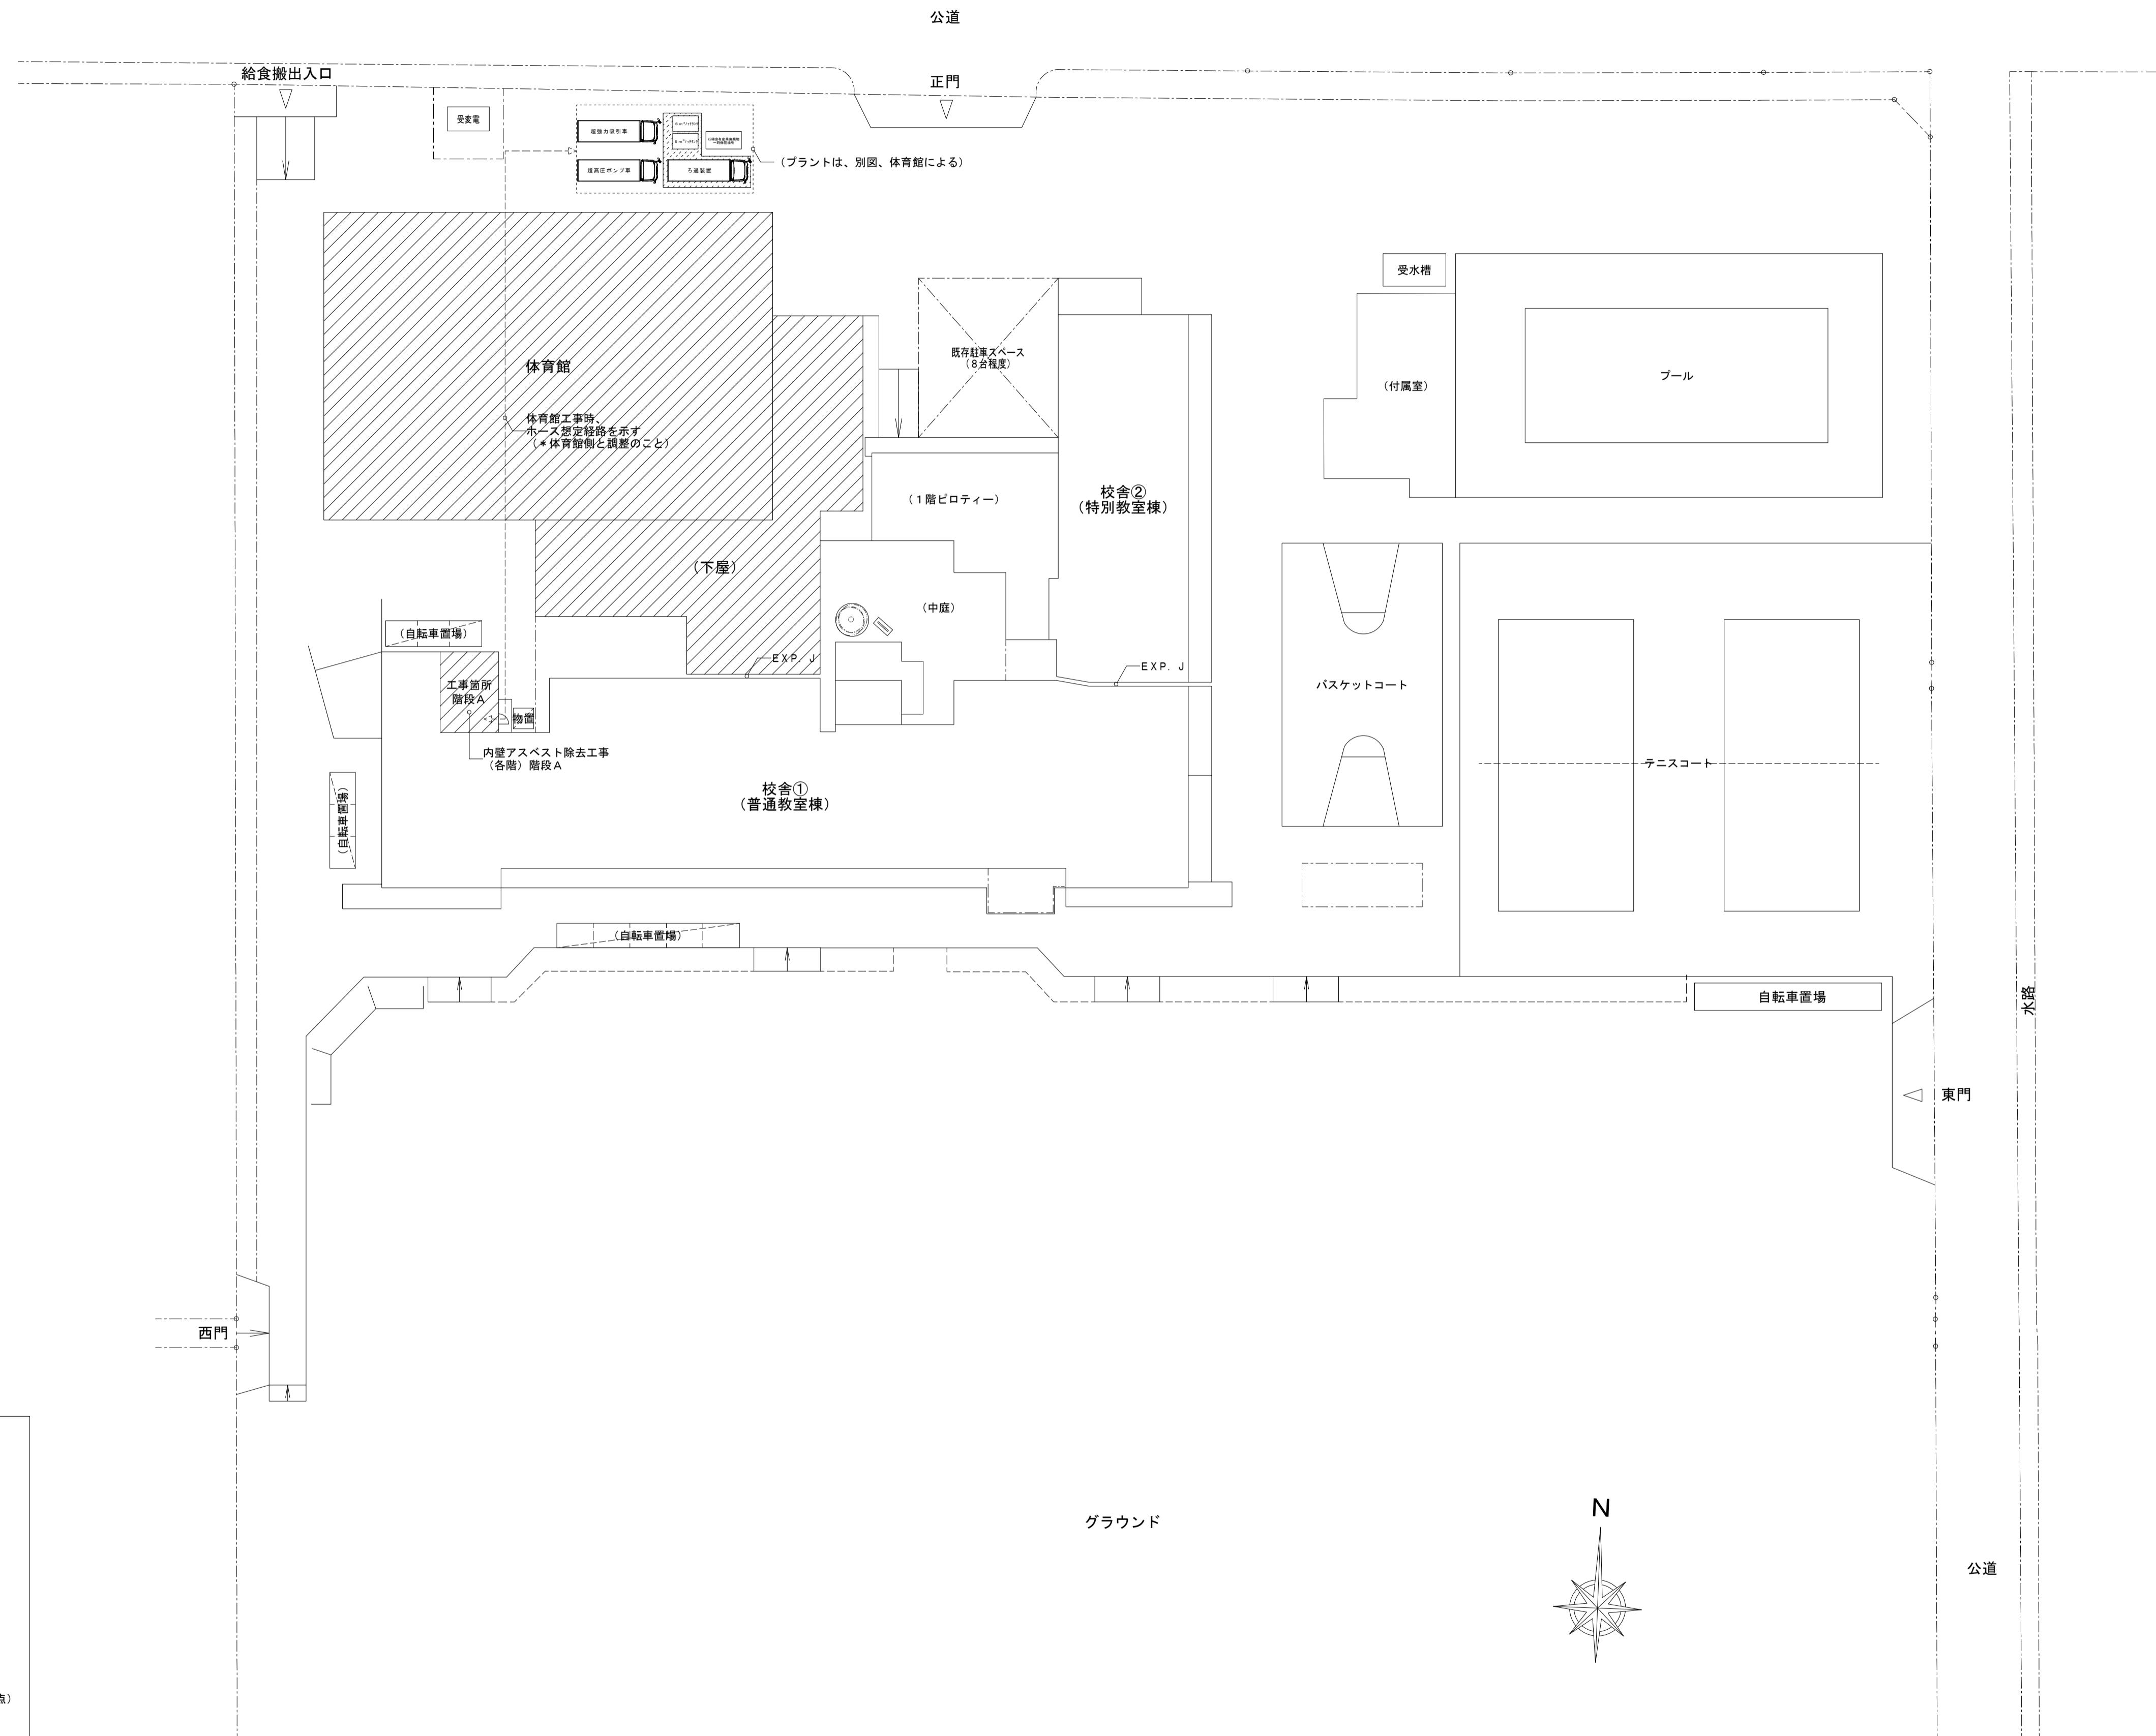 公道
給食搬出入口
正門
受変電
超強力吸引車
超高圧ポンプ車
ろ過装置
（プラントは、別図、体育館による）
受水槽
既存駐車スペース
（８台程度）
体育館
（付属室）
プール
体育館工事時、
ホース想定経路を示す
（＊体育館側と調整のこと）
（１階ピロティー）
校舎②
（特別教室棟）
（下屋）
（中庭）
（自転車置場）
ＥＸＰ．Ｊ
ＥＸＰ．Ｊ
工事箇所
階段Ａ
物置
バスケットコート
内壁アスベスト除去工事
（各階）階段Ａ
テニスコート
校舎①
（普通教室棟）
（自転車置場）
（自転車置場）
自転車置場
水路
東門
西門
グラウンド
N
公道
点）